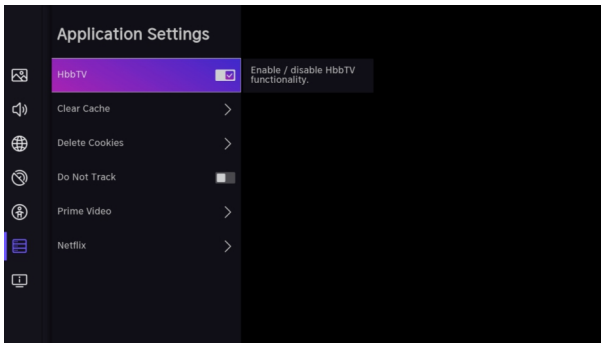 Application Settings
HbbTV
Enable / disable HbbTV
functionality.
Clear Cache
Delete Cookies
Do Not Track
Prime Video
Netflix